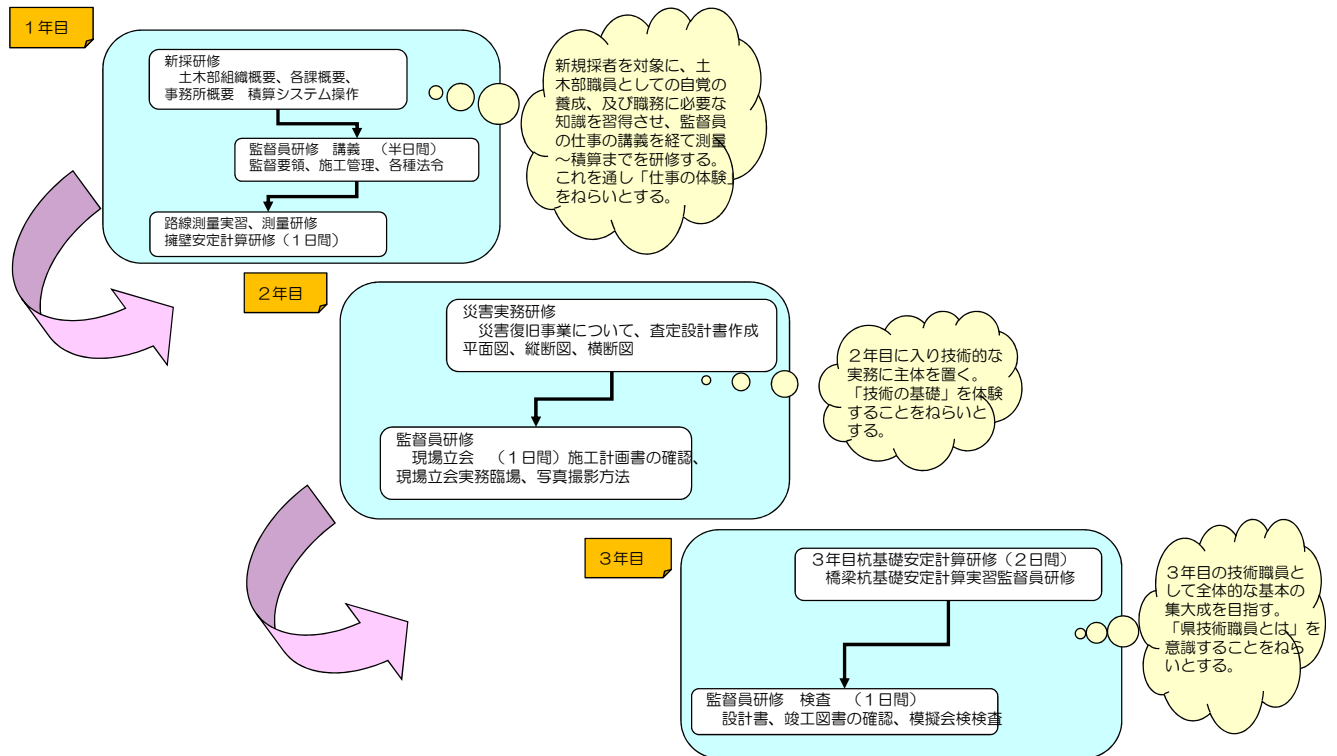 1年目
新採研修
土木部組織概要、各課概要、
事務所概要 積算システム操作
監督員研修 講義 (半日間)
監督要領、施工管理、各種法令
路線測量実習、測量研修
擁壁安定計算研修(1日間)
新規採者を対象に、土
木部職員としての自覚の
養成、及び職務に必要な
知識を習得させ、監督員
の仕事の講義を経て測量
～積算までを研修する。
これを通し「仕事の体験」
をねらいとする。
2年目
災害実務研修
災害復旧事業について、査定設計書作成
平面図、縦断図、横断図
監督員研修
現場立会 (1日間)施工計画書の確認、
現場立会実務臨場、写真撮影方法
2年目に入り技術的な
実務に主体を置く。
「技術の基礎」を体験
することをねらいと
する。
3年目
3年目杭基礎安定計算研修(2日間)
橋梁杭基礎安定計算実習監督員研修
監督員研修 検査 (1日間)
設計書、竣工図書の確認、模擬会検検査
3年目の技術職員と
して全体的な基本の
集大成を目指す。
「県技術職員とは」を
意識することをねら
いとする。